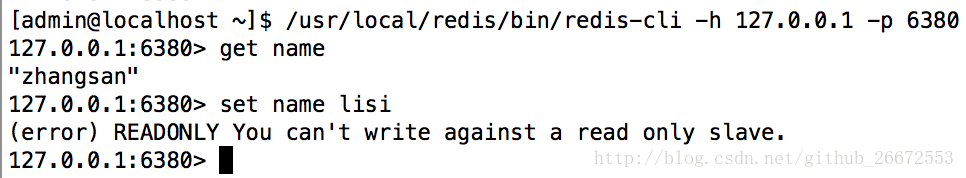 [admin@localhost ~]$ /usr/local/redis/bin/redis-cli -h 127.0.0.1 -p 6380
127.0.0.1:6380> get name
"zhangsan"
127.0.0.1:6380> set name lisi
(error) READONLY You can't write against a read only slave.
127.0.0.1:6380>
http://blog.csdn.net/github_26672553